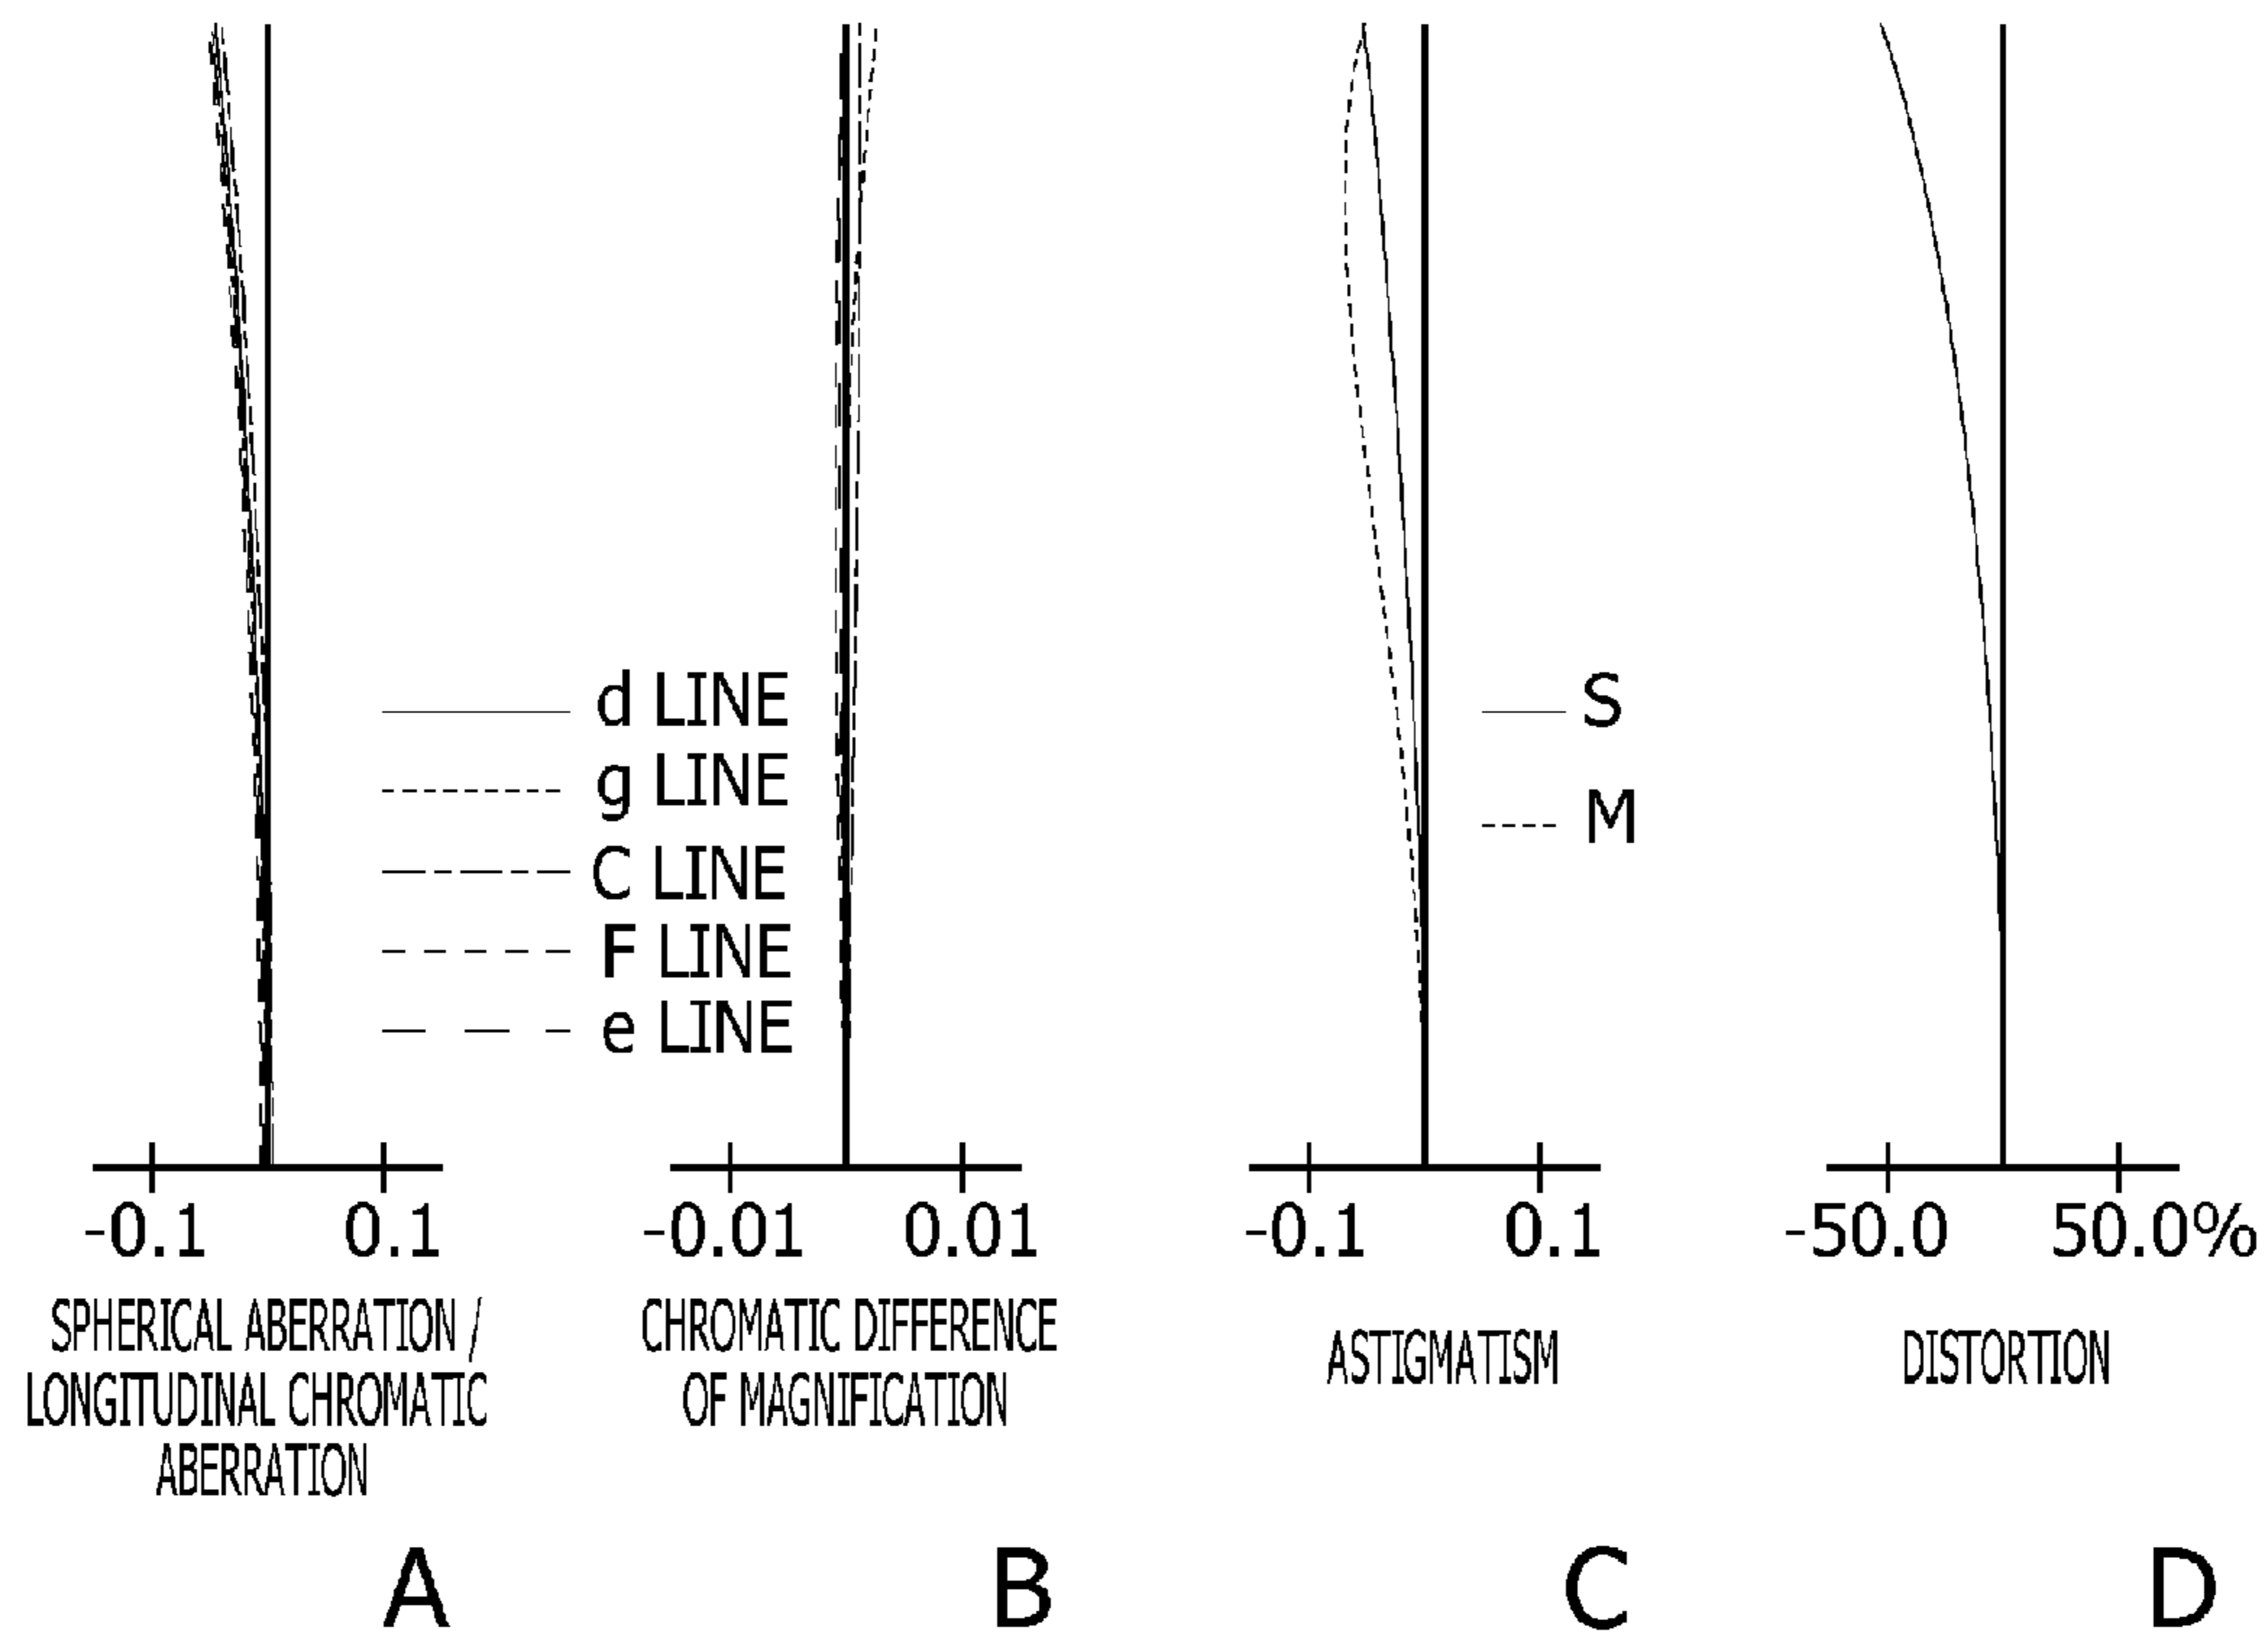 d LINE
g LINE
C LINE
F LINE
e LINE
S
M
-0.1 0.1
-0.01 0.01
-0.1 0.1
-50.0 50.0%
SPHERICAL ABERRATION /
LONGITUDINAL CHROMATIC
ABERRATION
CHROMATIC DIFFERENCE
OF MAGNIFICATION
ASTIGMATISM
DISTORTION
A
B
C
D